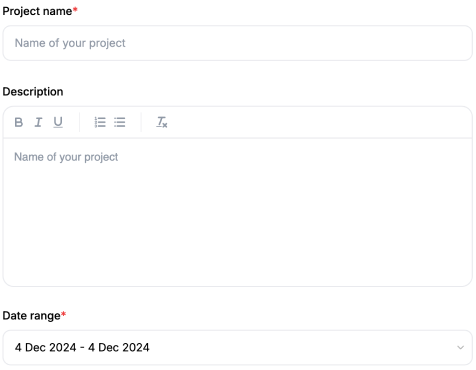 Project name*
Name of your project
Description
B I U
Name of your project
Date range*
4 Dec 2024 - 4 Dec 2024